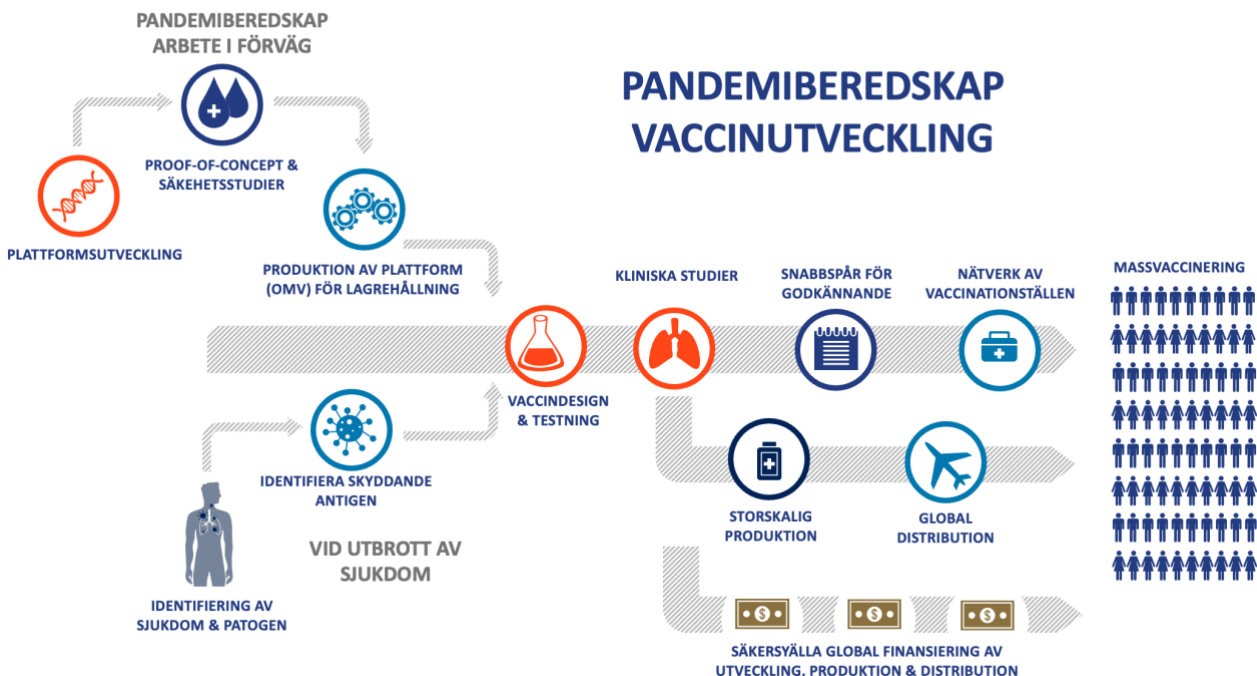 PANDEMIBEREDSKAP
ARBETE I FÖRVÄG
PANDEMIBEREDSKAP
VACCINUTVECKLING
PROOF-OF-CONCEPT &
SÄKEHETSSTUDIER
PLATTFORMSUTVECKLING
PRODUKTION AV PLATTFORM
(OMV) FÖR LAGREHÅLLNING
KLINISKA STUDIER
SNABBSPÅR FÖR
GODKÄNNANDE
NÄTVERK AV
VACCINATIONSTÄLLEN
MASSVACCINERING
VACCINDESIGN
& TESTNING
IDENTIFIERA SKYDDANDE
ANTIGEN
VID UTBROTT AV
SJUKDOM
IDENTIFIERING AV
SJUKDOM & PATOGEN
STORSKALIG
PRODUKTION
GLOBAL
DISTRIBUTION
SÄKERSYÄLLA GLOBAL FINANSIERING AV
UTVECKLING, PRODUKTION & DISTRIBUTION